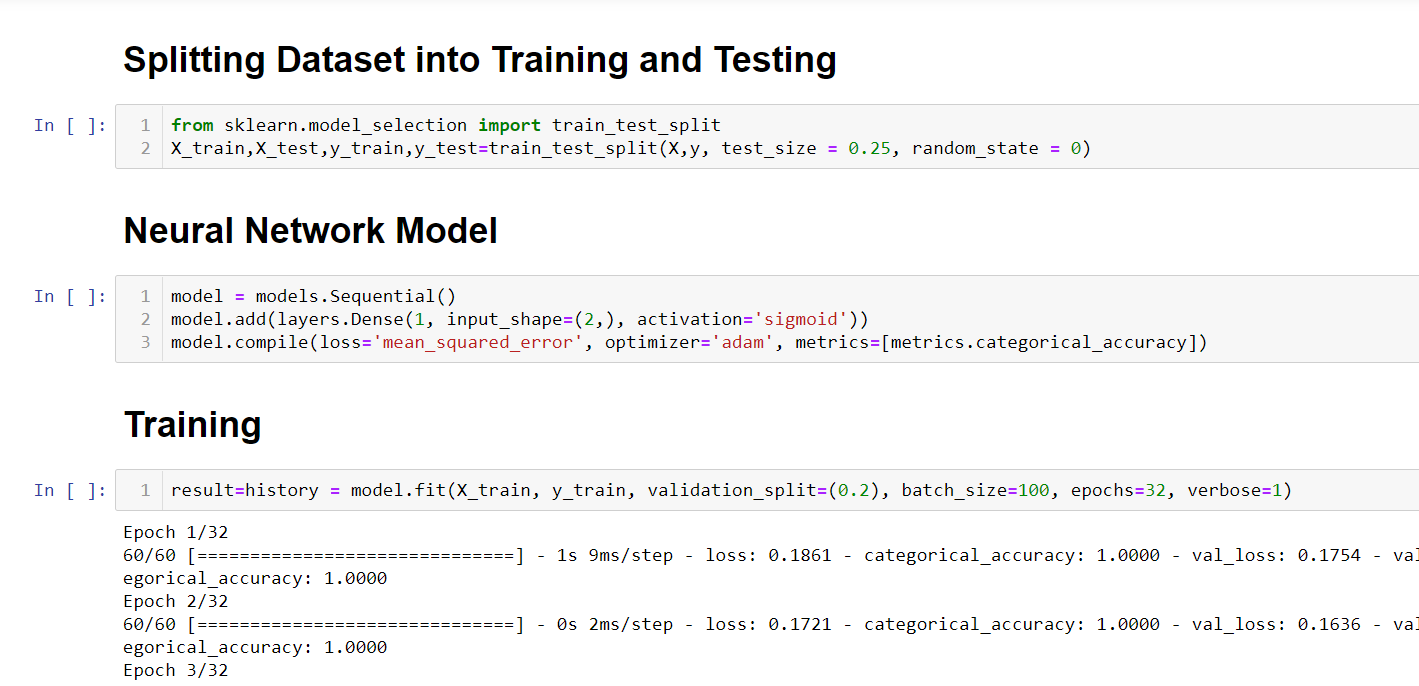 Splitting Dataset into Training and Testing
In [ ]: 1 from sklearn.model_selection import train_test_split
2 X_train,X_test,y_train,y_test=train_test_split(X,y, test_size = 0.25, random_state = 0)
Neural Network Model
In [ ]: 1 model = models.Sequential()
2 model.add(layers.Dense(1, input_shape=(2,), activation='sigmoid'))
3 model.compile(loss='mean_squared_error', optimizer='adam', metrics=[metrics.categorical_accuracy])
Training
In [ ]: 1 result=history = model.fit(X_train, y_train, validation_split=(0.2), batch_size=100, epochs=32, verbose=1)
Epoch 1/32
60/60 [==============================] - 1s 9ms/step - loss: 0.1861 - categorical_accuracy: 1.0000 - val_loss: 0.1754 - val
egorical_accuracy: 1.0000
Epoch 2/32
60/60 [==============================] - 0s 2ms/step - loss: 0.1721 - categorical_accuracy: 1.0000 - val_loss: 0.1636 - val
egorical_accuracy: 1.0000
Epoch 3/32